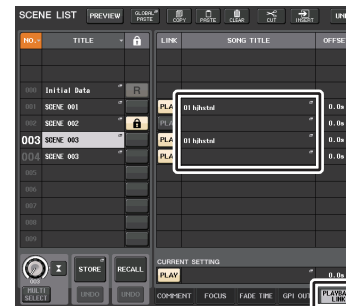 SCENE LIST PREVIEW GLOBAL PASTE COPY PASTE CLEAR CUT INSERT UN
NO. TITLE LINK SONG TITLE OFFSE
000 Initial Data R
001 SCENE 001 PLA 01 hjhstnl 0.0s
002 SCENE 002 PLA 0.0s
003 SCENE 003 PLA 01 hjhstnl 0.0s
004 SCENE 003 PLA 0.0s
005
006
007
008
009
CURRENT SETTING
003 STORE RECALL PLAY 0.0s
MULTI SELECT UNDO UNDO COMMENT FOCUS FADE TIME GPI OUT PLAYBA LINK